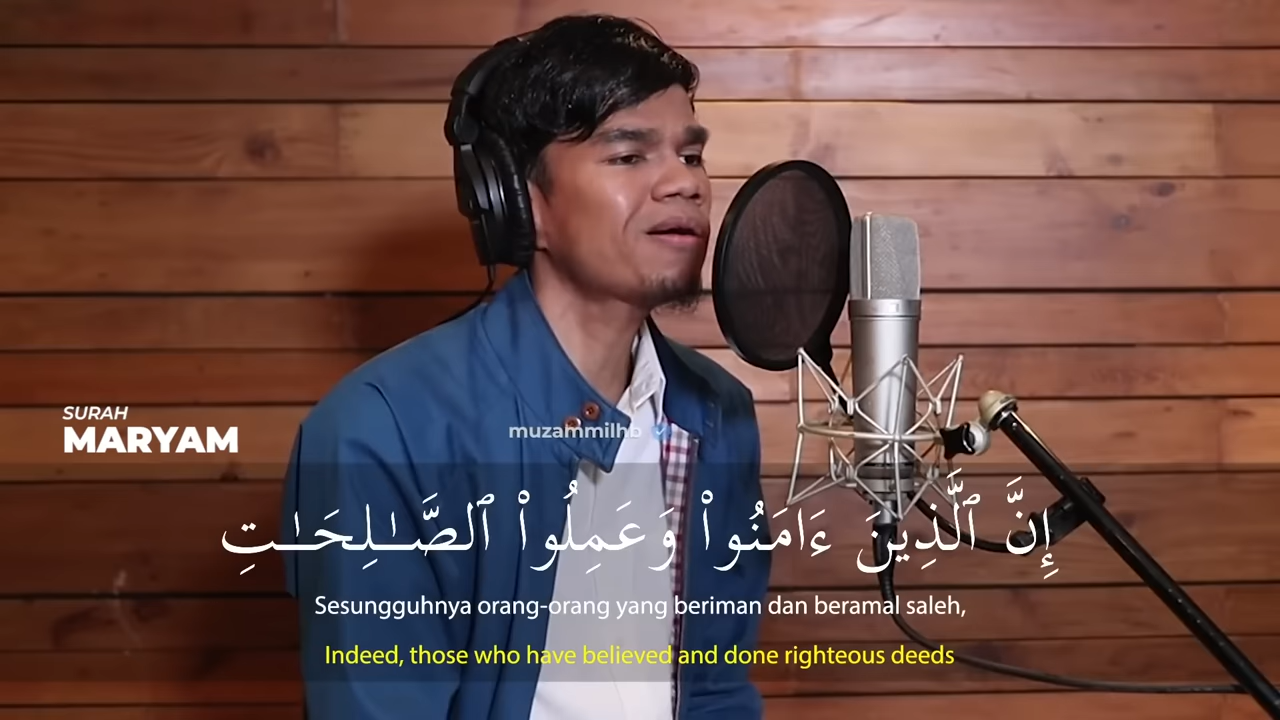 SURAH
MARYAM
muzammilhb
إِنَّ ٱلَّذِينَ ءَامَنُوا۟ وَعَمِلُوا۟ ٱلصَّـٰلِحَـٰتِ
Sesungguhnya orang-orang yang beriman dan beramal saleh,
Indeed, those who have believed and done righteous deeds